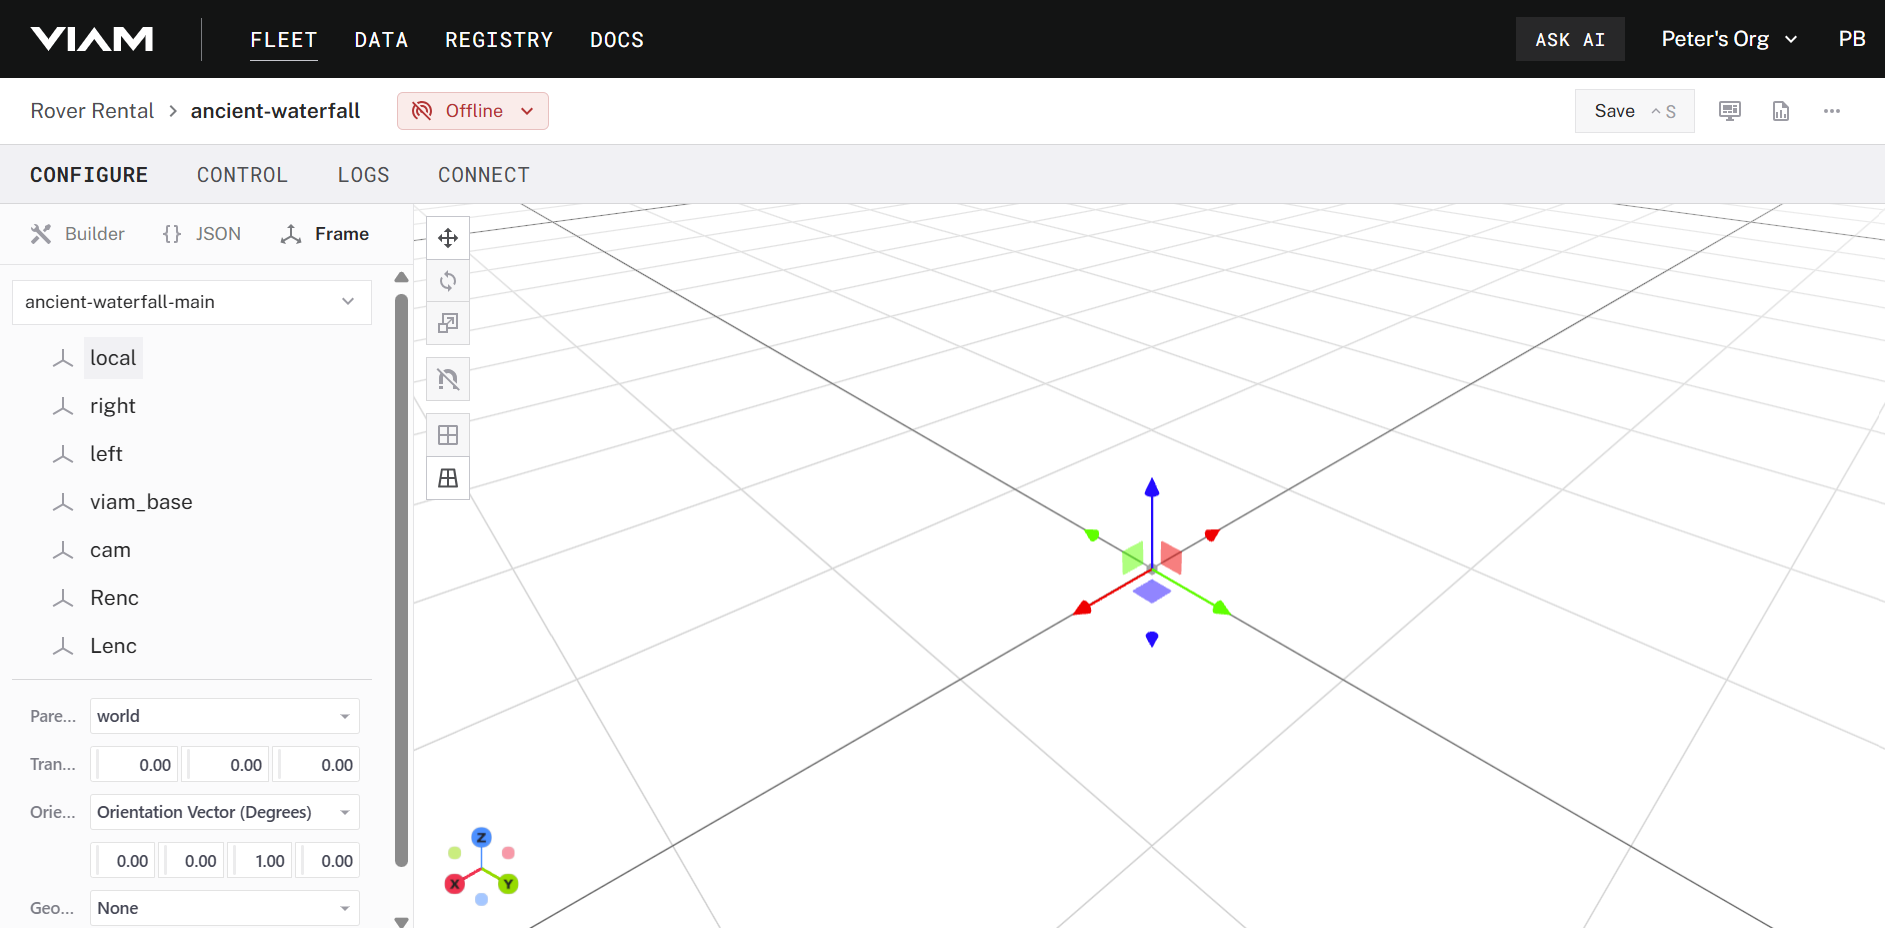 VIAM FLEET DATA REGISTRY DOCS ASK AI Peter's Org PB
Rover Rental > ancient-waterfall Offline Save ^ S
CONFIGURE CONTROL LOGS CONNECT
Builder {} JSON Frame
ancient-waterfall-main
local
right
left
viam_base
cam
Renc
Lenc
Pare... world
Tran... 0.00 0.00 0.00
Orie... Orientation Vector (Degrees)
0.00 0.00 1.00 0.00
Geo... None
Z
X Y